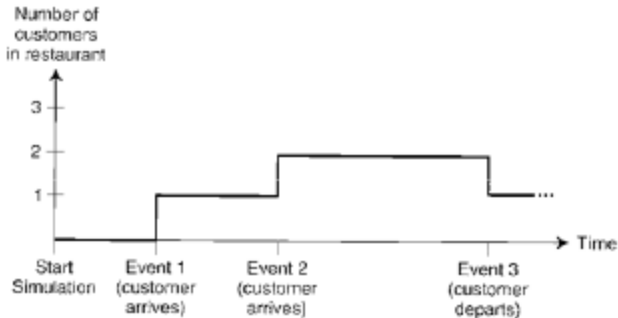 Number of
customers
in restaurant
3
2
1
Time
Start
Simulation
Event 1
(customer
arrives)
Event 2
(customer
arrives]
Event 3
(customer
departs)
...